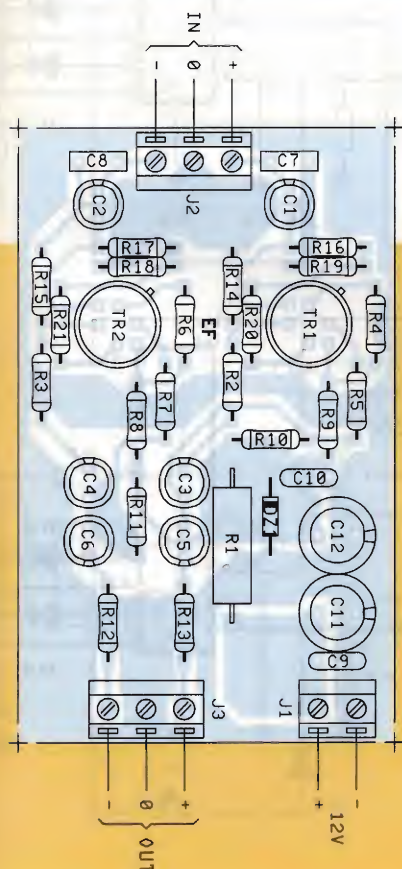 IN
- 0 +
C8
C7
J2
C2
C1
R17
R16
R18
R19
R15
R14
R21
R20
TR2
TR1
R6
R4
EF
R3
R2
R7
R5
R8
R9
R10
C4
C3
C10
R11
DZ1
C12
C6
C5
R1
C11
R12
R13
C9
J3
J1
- 0 +
OUT
+ -
12V